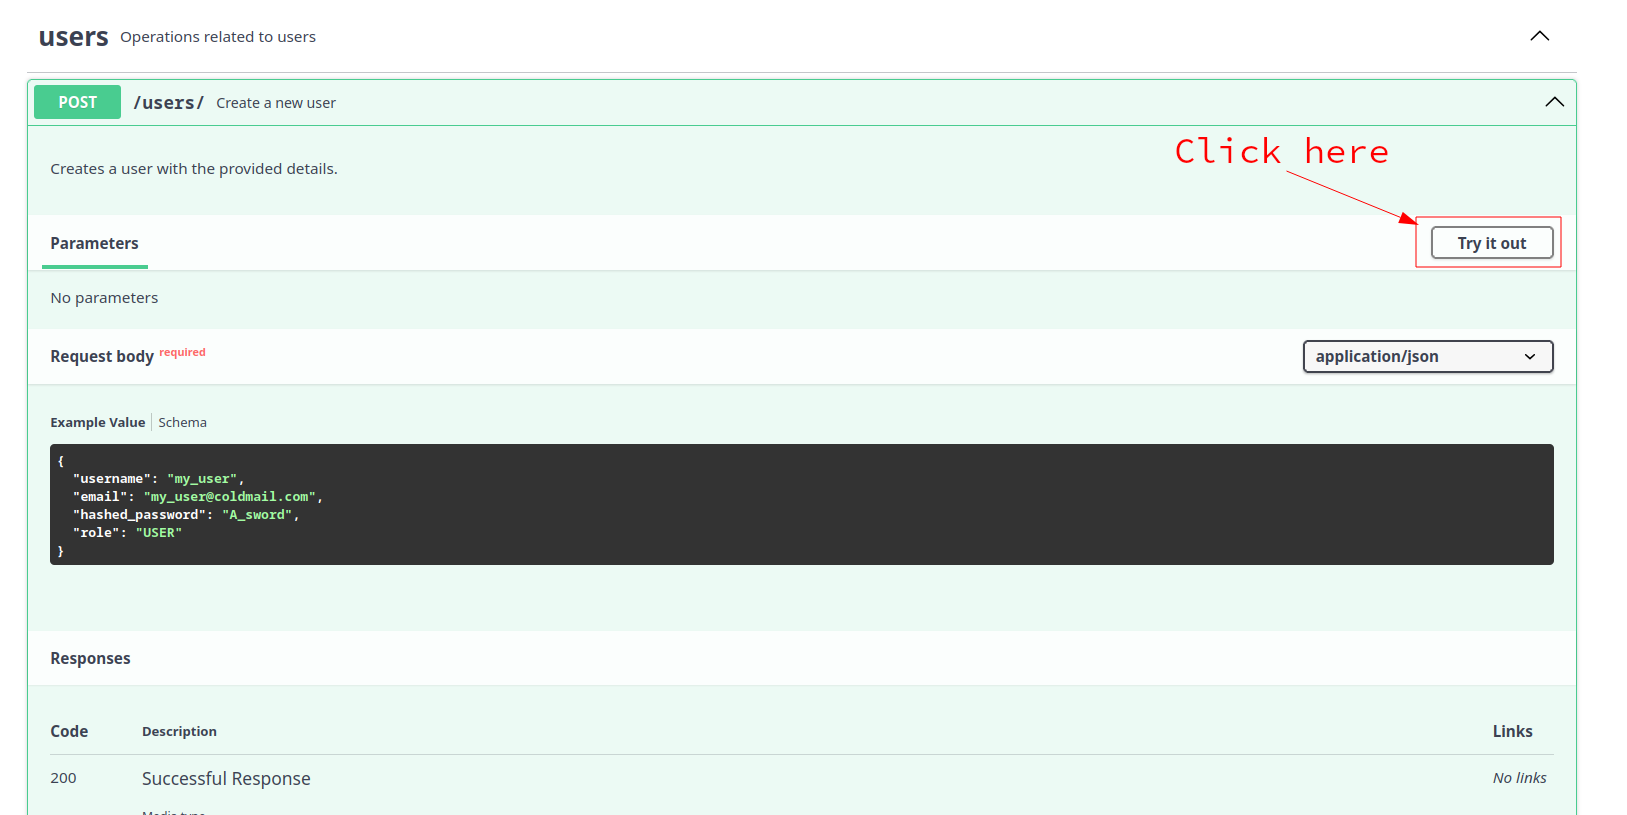 users Operations related to users
POST /users/ Create a new user
Click here
Creates a user with the provided details.
Parameters
Try it out
No parameters
Request body required
application/json
Example Value Schema
{
"username": "my_user",
"email": "my_user@coldmail.com",
"hashed_password": "A_sword",
"role": "USER"
}
Responses
Code Description Links
200 Successful Response No links
Media type